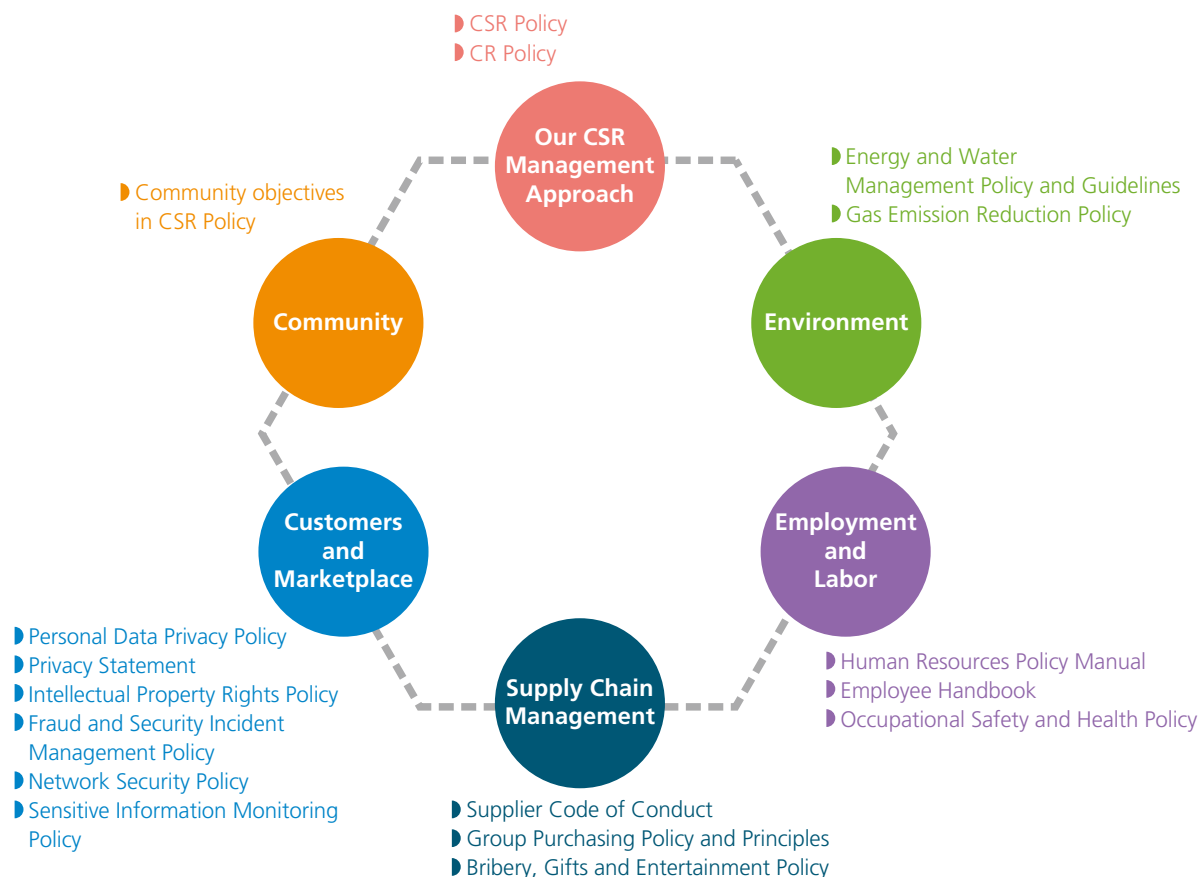 CSR Policy
CR Policy
Our CSR
Management
Approach
Energy and Water
Management Policy and Guidelines
Gas Emission Reduction Policy
Community objectives
in CSR Policy
Community
Environment
Customers
and
Marketplace
Employment
and
Labor
Personal Data Privacy Policy
Privacy Statement
Intellectual Property Rights Policy
Fraud and Security Incident
Management Policy
Network Security Policy
Sensitive Information Monitoring
Policy
Supply Chain
Management
Human Resources Policy Manual
Employee Handbook
Occupational Safety and Health Policy
Supplier Code of Conduct
Group Purchasing Policy and Principles
Bribery, Gifts and Entertainment Policy